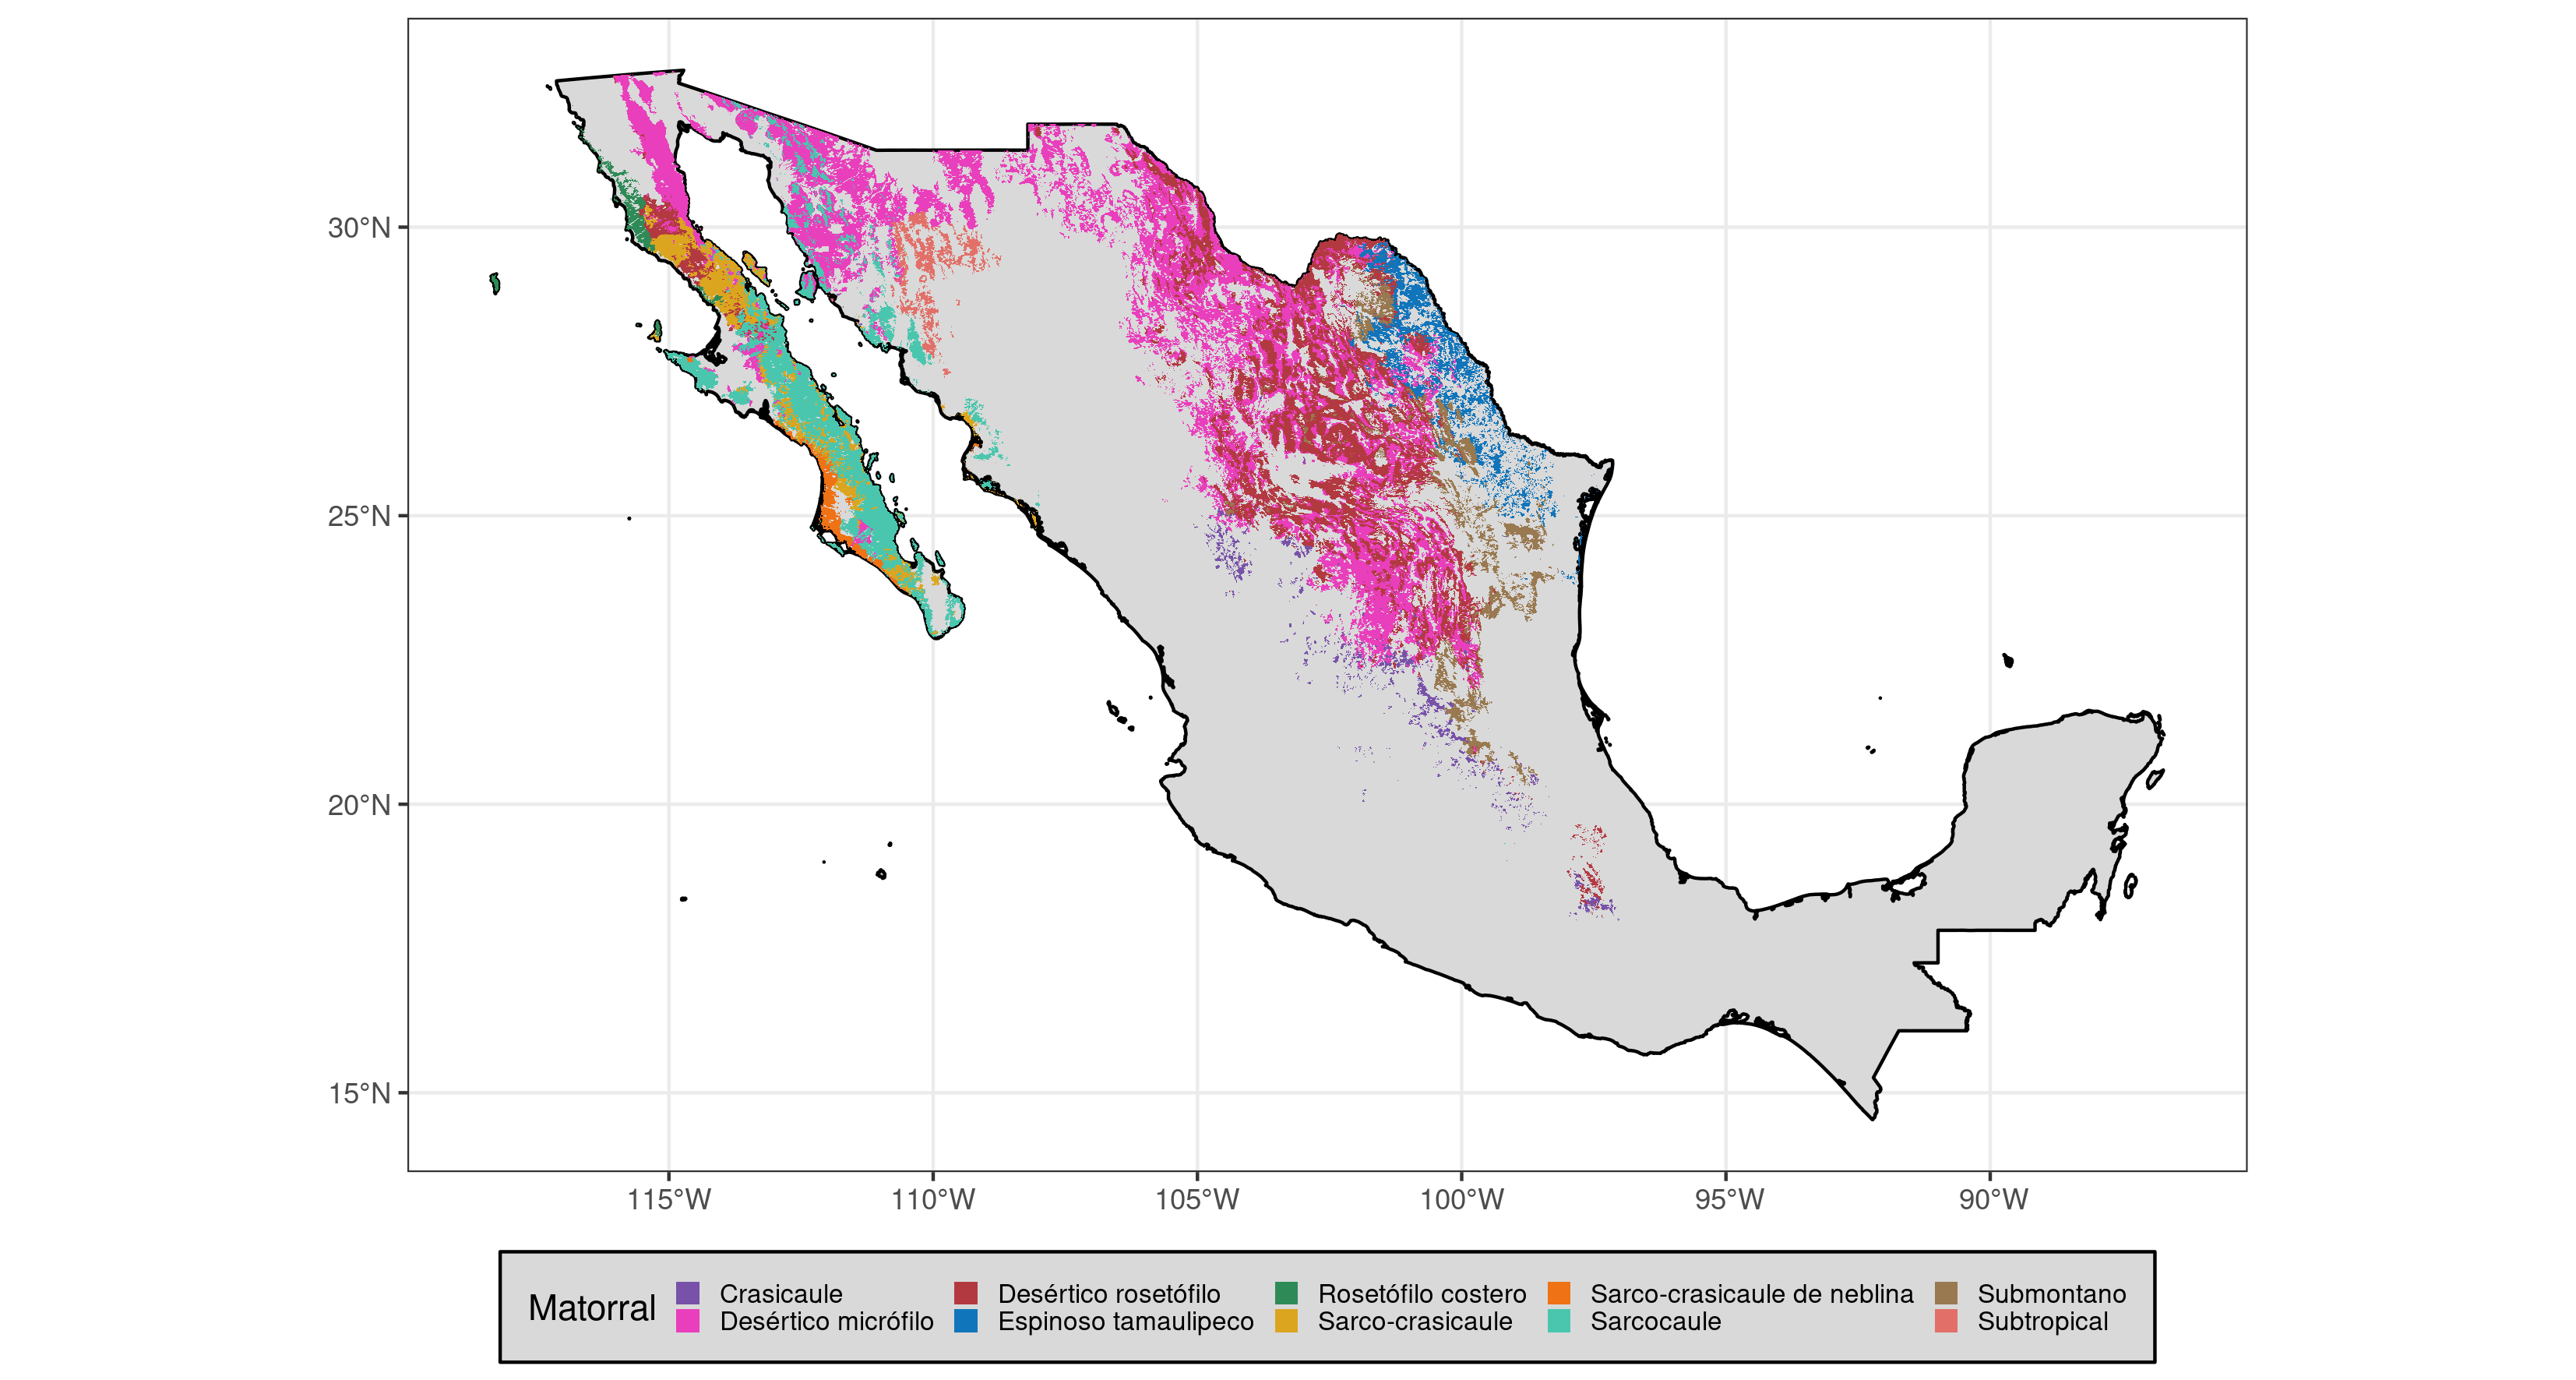 30°N
25°N
20°N
15°N
115°W 110°W 105°W 100°W 95°W 90°W
Matorral
Crasicaule Desértico rosetófilo Rosetófilo costero Sarco-crasicaule de neblina Submontano
Desértico micrófilo Espinoso tamaulipeco Sarco-crasicaule Sarcocaule Subtropical